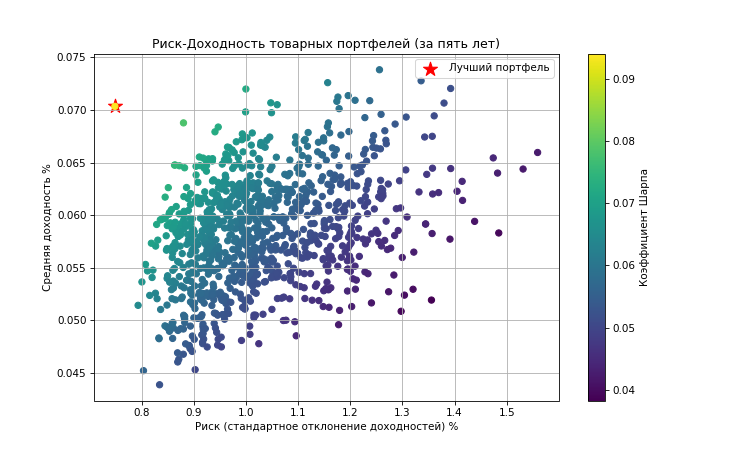 Риск-Доходность товарных портфелей (за пять лет)
Лучший портфель
Средняя доходность %
0.075
0.070
0.065
0.060
0.055
0.050
0.045
0.8 0.9 1.0 1.1 1.2 1.3 1.4 1.5
Риск (стандартное отклонение доходностей) %
0.09
0.08
0.07
0.06
0.05
0.04
Коэффициент Шарпа